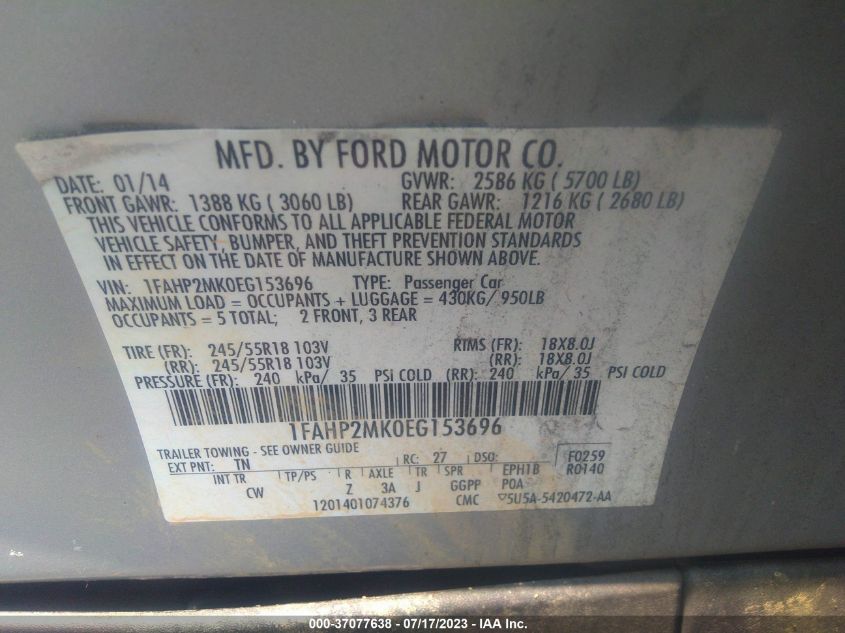 MFD. BY FORD MOTOR CO.
DATE: 01/14 GVWR: 2586 KG ( 5700 LB)
FRONT GAWR: 1388 KG ( 3060 LB) REAR GAWR: 1216 KG ( 2680 LB)
THIS VEHICLE CONFORMS TO ALL APPLICABLE FEDERAL MOTOR
VEHICLE SAFETY, BUMPER, AND THEFT PREVENTION STANDARDS
IN EFFECT ON THE DATE OF MANUFACTURE SHOWN ABOVE.
VIN: 1FAHP2MK0EG153696 TYPE: Passenger Car
MAXIMUM LOAD = OCCUPANTS + LUGGAGE = 430KG/ 950LB
OCCUPANTS = 5 TOTAL; 2 FRONT, 3 REAR
TIRE (FR): 245/55R18 103V RIMS (FR): 18X8.0J
(RR): 245/55R18 103V (RR): 18X8.0J
PRESSURE (FR): 240 kPa/ 35 PSI COLD (RR): 240 kPa/ 35 PSI COLD
1FAHP2MK0EG153696
TRAILER TOWING - SEE OWNER GUIDE
EXT PNT: TN RC: 27 DSO: F0259
INT TR TP/PS R AXLE TR SPR EPH1B R0140
CW Z 3A J GGPP POA
1201401074376 CMC ▽5U5A-5420472-AA
000-37077638 - 07/17/2023 - IAA Inc.